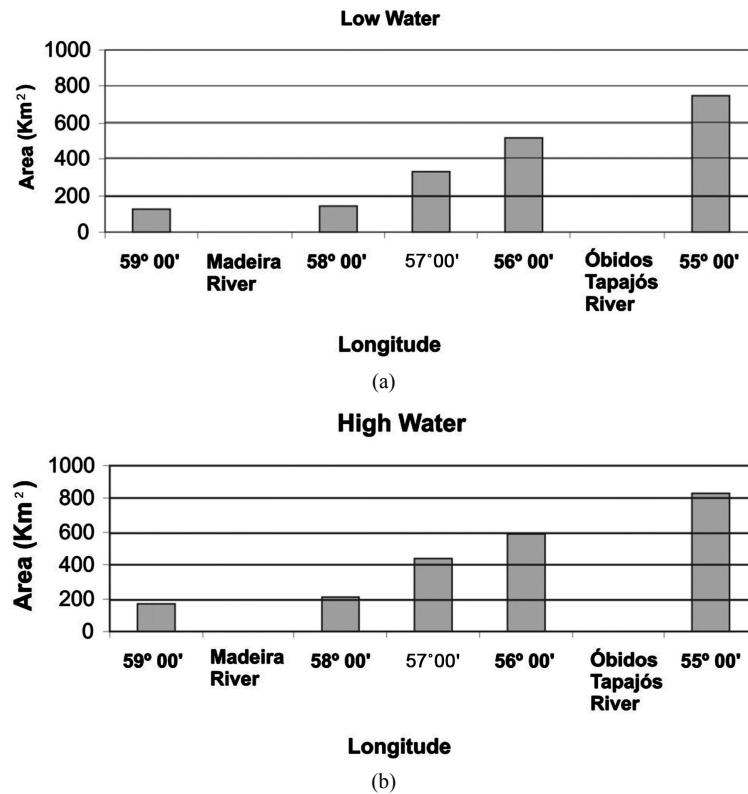 Low Water
Area (Km²)
1000
800
600
400
200
0
59º 00'
Madeira
River
58º 00'
57°00'
56º 00'
Óbidos
Tapajós
River
55º 00'
Longitude
(a)
High Water
Area (Km²)
1000
800
600
400
200
0
59º 00'
Madeira
River
58º 00'
57°00'
56º 00'
Óbidos
Tapajós
River
55º 00'
Longitude
(b)